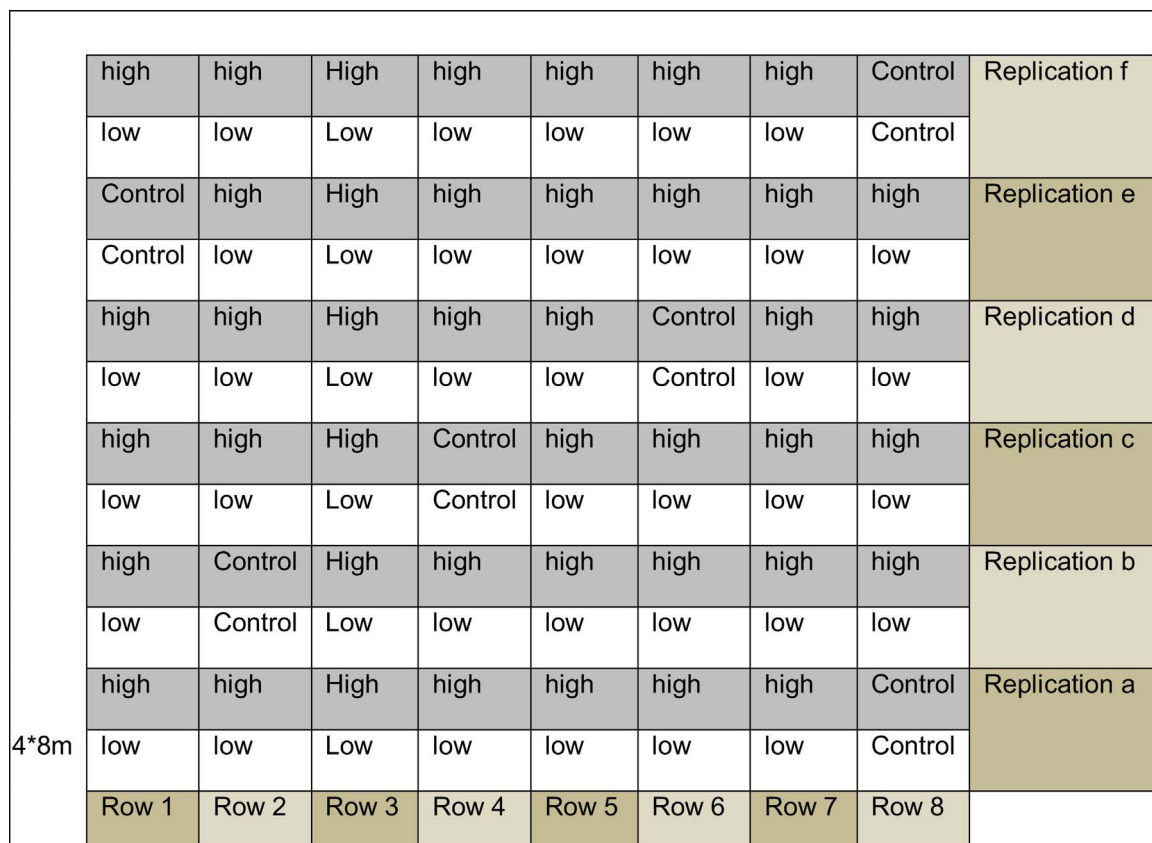 high high High high high high high Control Replication f
low low Low low low low low Control
Control high High high high high high high Replication e
Control low Low low low low low low
high high High high high Control high high Replication d
low low Low low low Control low low
high high High Control high high high high Replication c
low low Low Control low low low low
high Control High high high high high high Replication b
low Control Low low low low low low
high high High high high high high Control Replication a
4*8m low low Low low low low low Control
Row 1 Row 2 Row 3 Row 4 Row 5 Row 6 Row 7 Row 8